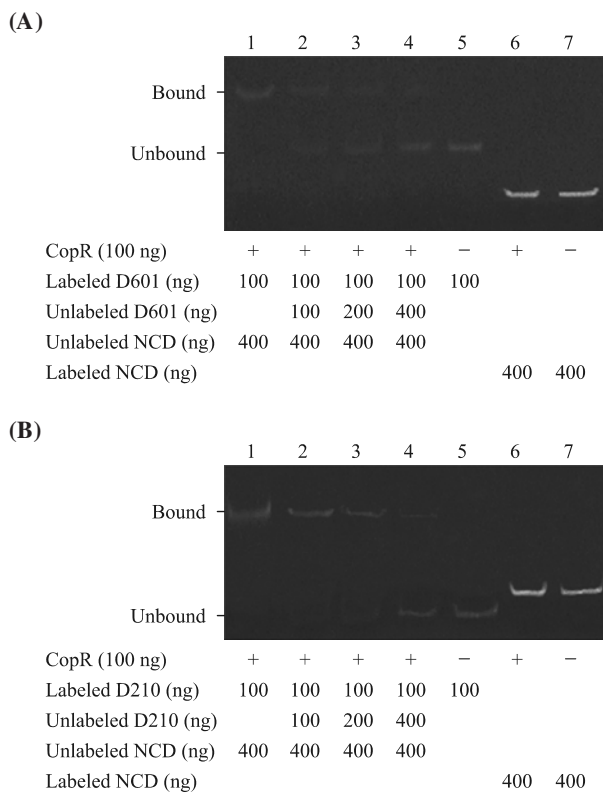 (A)
1 2 3 4 5 6 7
Bound
Unbound
CopR (100 ng) + + + + − + −
Labeled D601 (ng) 100 100 100 100 100
Unlabeled D601 (ng) 100 200 400
Unlabeled NCD (ng) 400 400 400 400
Labeled NCD (ng) 400 400
(B)
1 2 3 4 5 6 7
Bound
Unbound
CopR (100 ng) + + + + − + −
Labeled D210 (ng) 100 100 100 100 100
Unlabeled D210 (ng) 100 200 400
Unlabeled NCD (ng) 400 400 400 400
Labeled NCD (ng) 400 400